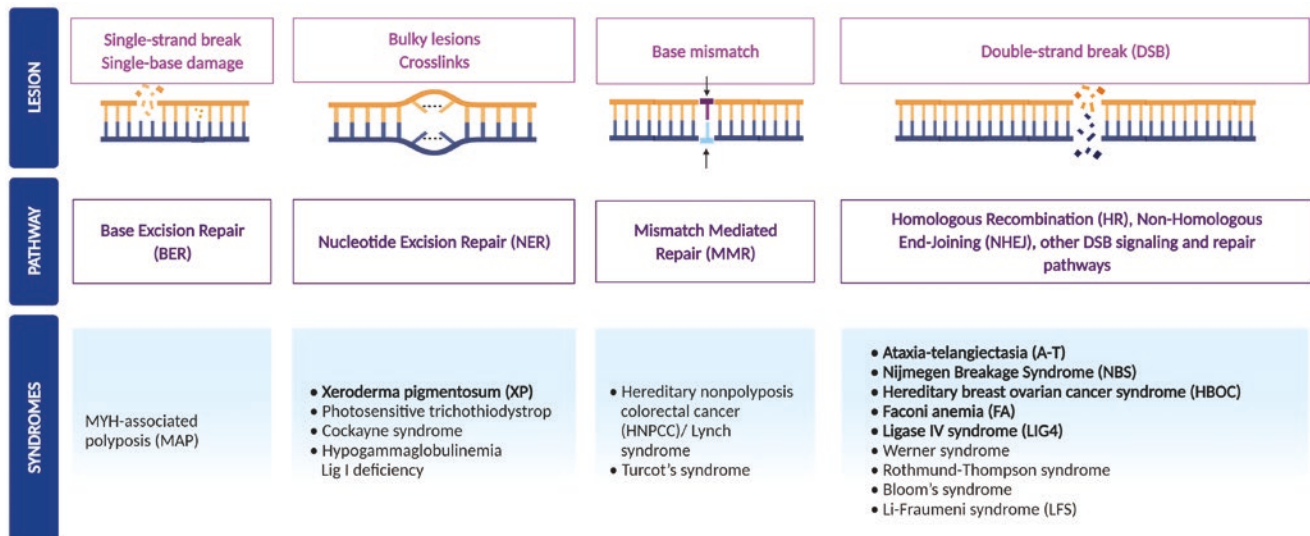 LESION
Single-strand break
Single-base damage
Bulky lesions
Crosslinks
Base mismatch
Double-strand break (DSB)
PATHWAY
Base Excision Repair
(BER)
Nucleotide Excision Repair (NER)
Mismatch Mediated
Repair (MMR)
Homologous Recombination (HR), Non-Homologous
End-Joining (NHEJ), other DSB signaling and repair
pathways
SYNDROMES
MYH-associated
polyposis (MAP)
• Xeroderma pigmentosum (XP)
• Photosensitive trichothiodystrop
• Cockayne syndrome
• Hypogammaglobulinemia
Lig I deficiency
• Hereditary nonpolyposis
colorectal cancer
(HNPCC)/ Lynch
syndrome
• Turcot's syndrome
• Ataxia-telangiectasia (A-T)
• Nijmegen Breakage Syndrome (NBS)
• Hereditary breast ovarian cancer syndrome (HBOC)
• Faconi anemia (FA)
• Ligase IV syndrome (LIG4)
• Werner syndrome
• Rothmund-Thompson syndrome
• Bloom's syndrome
• Li-Fraumeni syndrome (LFS)